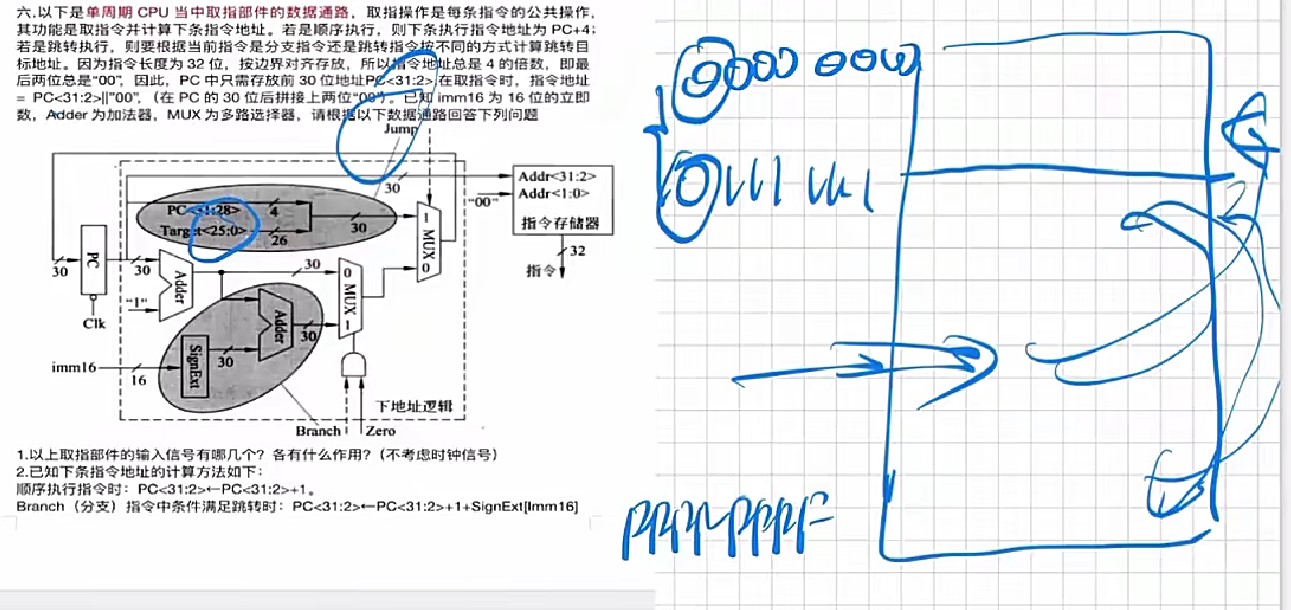 六.以下是单周期 CPU 当中取指部件的数据通路，取指操作是每条指令的公共操作，
其功能是取指令并计算下条指令地址。若是顺序执行，则下条执行指令地址为 PC+4；
若是跳转执行，则要根据当前指令是分支指令还是跳转指令按不同的方式计算跳转目
标地址。因为指令长度为 32 位，按边界对齐存放，所以指令地址总是 4 的倍数，即最
后两位总是“00”，因此，PC 中只需存放前 30 位地址PC<31:2>，在取指令时，指令地址
= PC<31:2>||"00"，（在 PC 的 30 位后拼接上两位“00”）。已知 imm16 为 16 位的立即
数，Adder 为加法器，MUX 为多路选择器，请根据以下数据通路回答下列问题
Jump
30
Addr<31:2>
"00"
Addr<1:0>
指令存储器
PC<31:28>
4
Target<25:0>
26
30
1
MUX
0
32
指令
30
PC
30
Adder
30
0
MUX
1
"1"
Clk
Adder
30
SignExt
30
imm16
16
下地址逻辑
Branch
Zero
1.以上取指部件的输入信号有哪几个？各有什么作用？（不考虑时钟信号）
2.已知下条指令地址的计算方法如下：
顺序执行指令时：PC<31:2>←PC<31:2>+1。
Branch（分支）指令中条件满足跳转时：PC<31:2>←PC<31:2>+1+SignExt[Imm16]